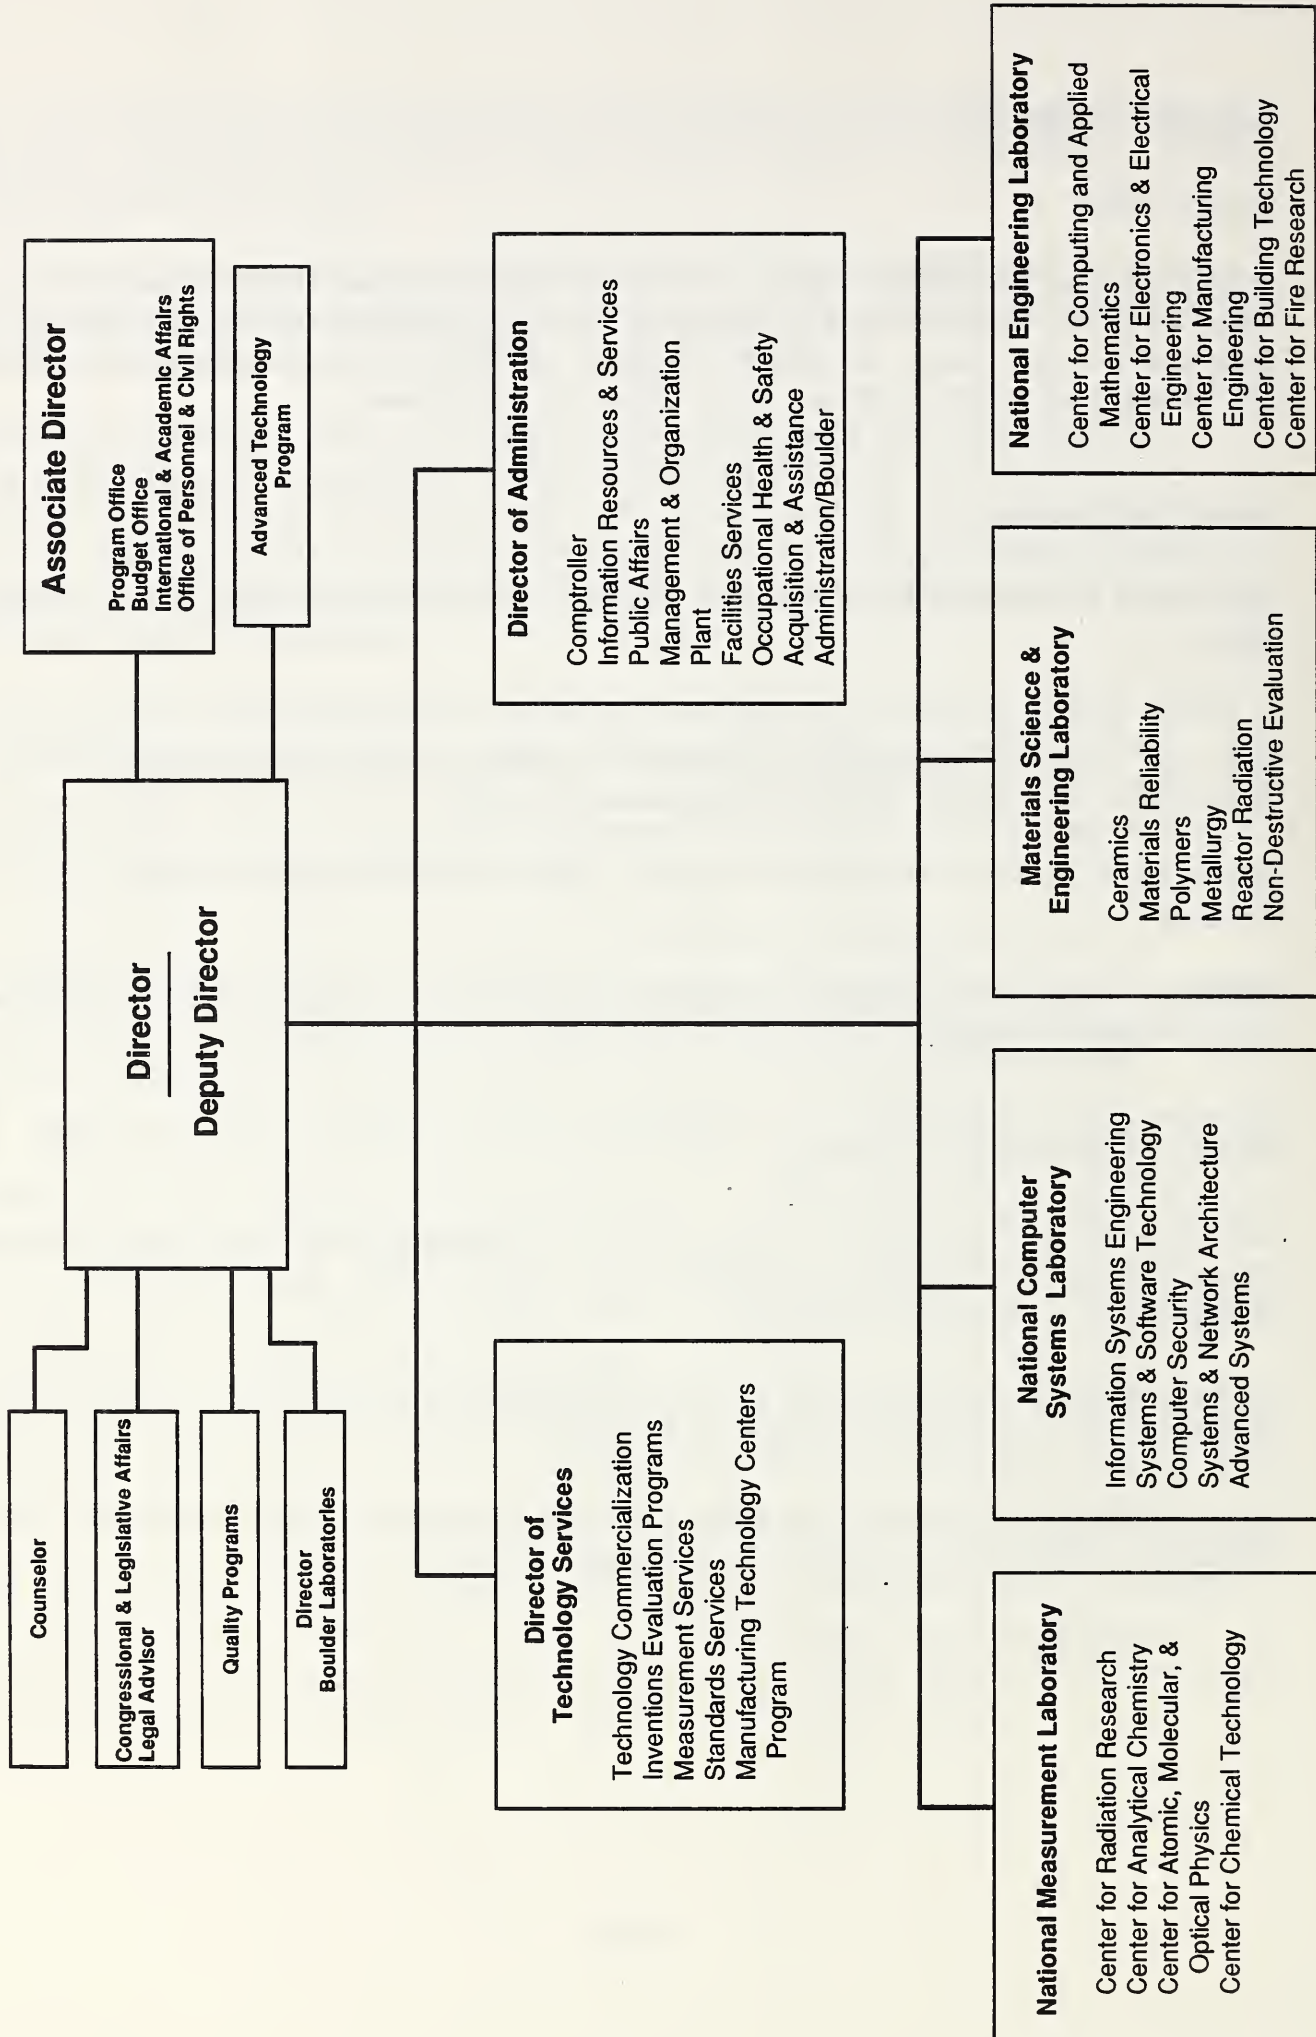 Counselor
Congressional & Legislative Affairs
Legal Advisor
Quality Programs
Director
Boulder Laboratories
Director
Deputy Director
Associate Director
Program Office
Budget Office
International & Academic Affairs
Office of Personnel & Civil Rights
Advanced Technology
Program
Director of
Technology Services
Technology Commercialization
Inventions Evaluation Programs
Measurement Services
Standards Services
Manufacturing Technology Centers
Program
Director of Administration
Comptroller
Information Resources & Services
Public Affairs
Management & Organization
Plant
Facilities Services
Occupational Health & Safety
Acquisition & Assistance
Administration/Boulder
National Measurement Laboratory
Center for Radiation Research
Center for Analytical Chemistry
Center for Atomic, Molecular, &
Optical Physics
Center for Chemical Technology
National Computer
Systems Laboratory
Information Systems Engineering
Systems & Software Technology
Computer Security
Systems & Network Architecture
Advanced Systems
Materials Science &
Engineering Laboratory
Ceramics
Materials Reliability
Polymers
Metallurgy
Reactor Radiation
Non-Destructive Evaluation
National Engineering Laboratory
Center for Computing and Applied
Mathematics
Center for Electronics & Electrical
Engineering
Center for Manufacturing
Engineering
Center for Building Technology
Center for Fire Research